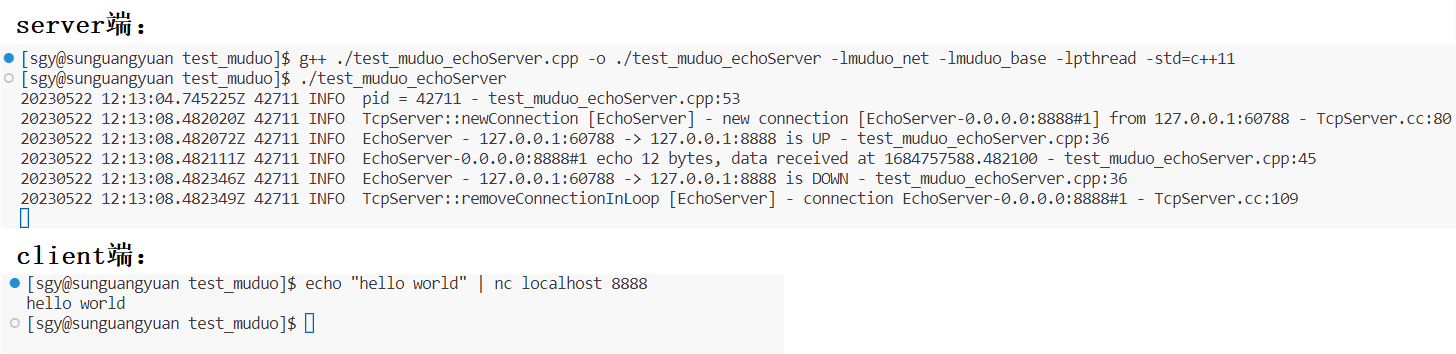 server端：
[sgy@sunguangyuan test_muduo]$ g++ ./test_muduo_echoServer.cpp -o ./test_muduo_echoServer -lmuduo_net -lmuduo_base -lpthread -std=c++11
[sgy@sunguangyuan test_muduo]$ ./test_muduo_echoServer
20230522 12:13:04.745225Z 42711 INFO  pid = 42711 - test_muduo_echoServer.cpp:53
20230522 12:13:08.482020Z 42711 INFO  TcpServer::newConnection [EchoServer] - new connection [EchoServer-0.0.0.0:8888#1] from 127.0.0.1:60788 - TcpServer.cc:80
20230522 12:13:08.482072Z 42711 INFO  EchoServer - 127.0.0.1:60788 -> 127.0.0.1:8888 is UP - test_muduo_echoServer.cpp:36
20230522 12:13:08.482111Z 42711 INFO  EchoServer-0.0.0.0:8888#1 echo 12 bytes, data received at 1684757588.482100 - test_muduo_echoServer.cpp:45
20230522 12:13:08.482346Z 42711 INFO  EchoServer - 127.0.0.1:60788 -> 127.0.0.1:8888 is DOWN - test_muduo_echoServer.cpp:36
20230522 12:13:08.482349Z 42711 INFO  TcpServer::removeConnectionInLoop [EchoServer] - connection EchoServer-0.0.0.0:8888#1 - TcpServer.cc:109
client端：
[sgy@sunguangyuan test_muduo]$ echo "hello world" | nc localhost 8888
hello world
[sgy@sunguangyuan test_muduo]$